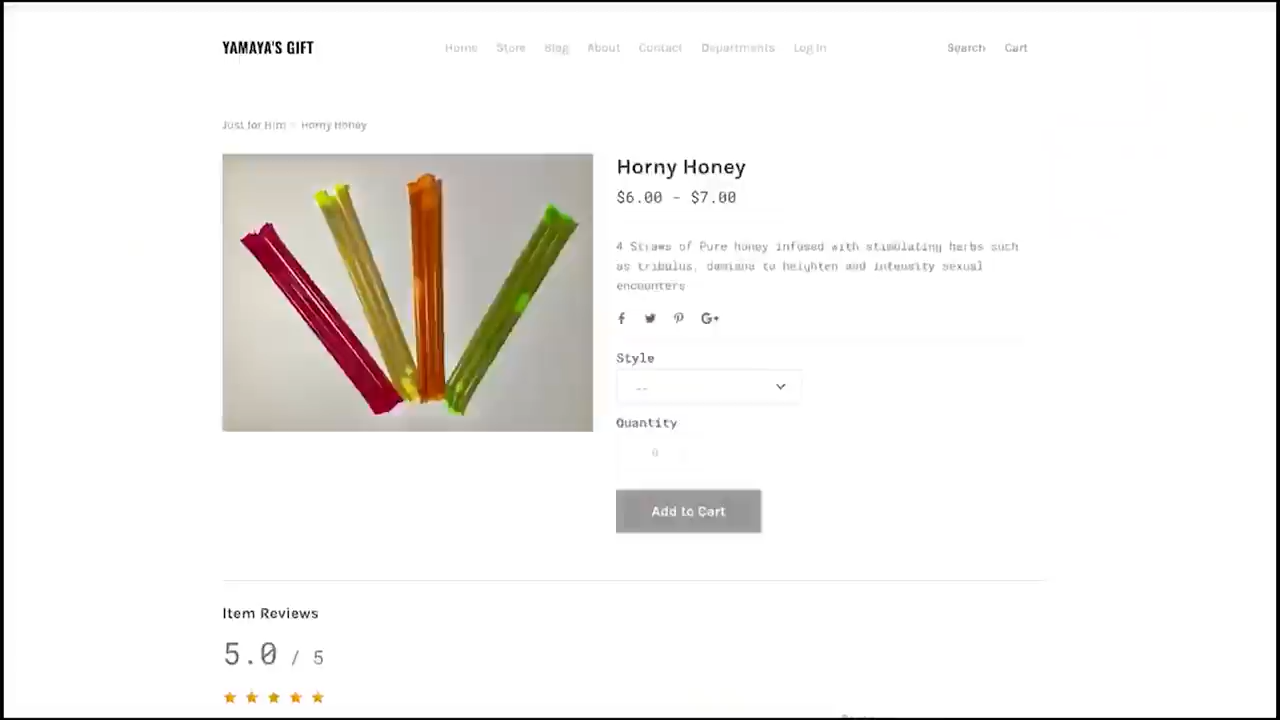 YAMAYA'S GIFT
Home Store Blog About Contact Departments Log In
Search Cart
Just for Him Horny Honey
Horny Honey
$6.00 - $7.00
4 Straws of Pure honey infused with stimulating herbs such
as tribulus, damiana to heighten and intensity sexual
encounters
Style
--
Quantity
0
Add to Cart
Item Reviews
5.0 / 5